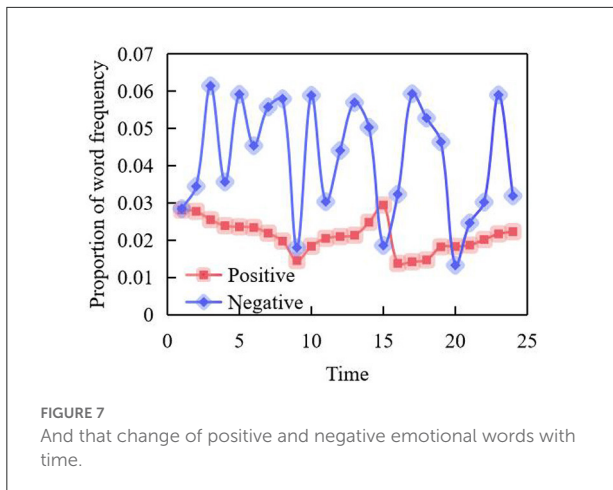 0.07
0.06
0.05
0.04
0.03
0.02
0.01
0
Proportion of word frequency
Positive
Negative
0 5 10 15 20 25
Time
FIGURE 7
And that change of positive and negative emotional words with
time.